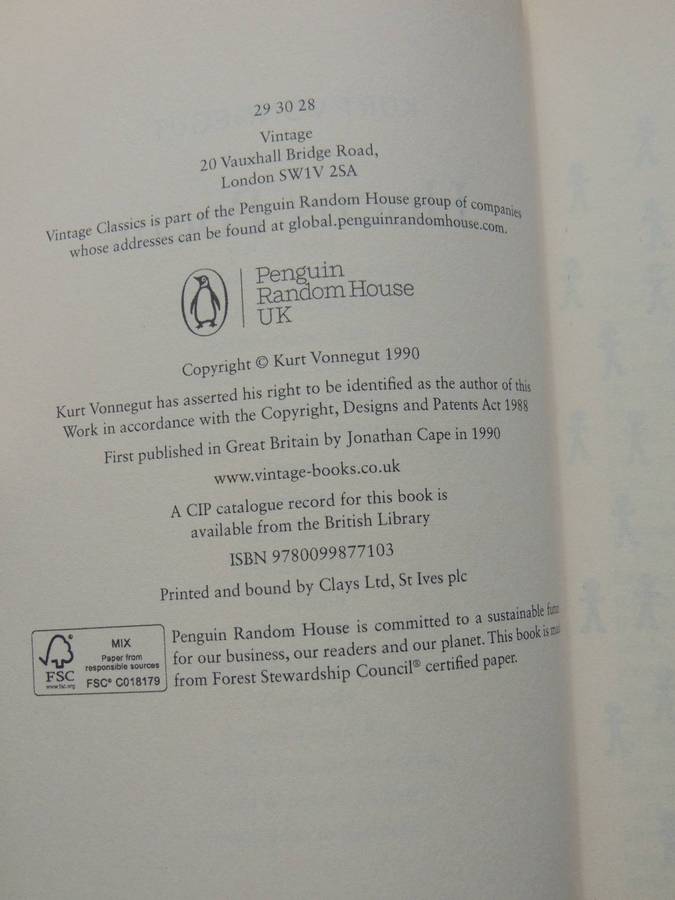 29 30 28
Vintage
20 Vauxhall Bridge Road,
London SW1V 2SA
Vintage Classics is part of the Penguin Random House group of companies
whose addresses can be found at global.penguinrandomhouse.com.
Penguin
Random House
UK
Copyright © Kurt Vonnegut 1990
Kurt Vonnegut has asserted his right to be identified as the author of this
Work in accordance with the Copyright, Designs and Patents Act 1988
First published in Great Britain by Jonathan Cape in 1990
www.vintage-books.co.uk
A CIP catalogue record for this book is
available from the British Library
ISBN 9780099877103
Printed and bound by Clays Ltd, St Ives plc
FSC
www.fsc.org
MIX
Paper from
responsible sources
FSC® C018179
Penguin Random House is committed to a sustainable
for our business, our readers and our planet. This book is
from Forest Stewardship Council® certified paper.